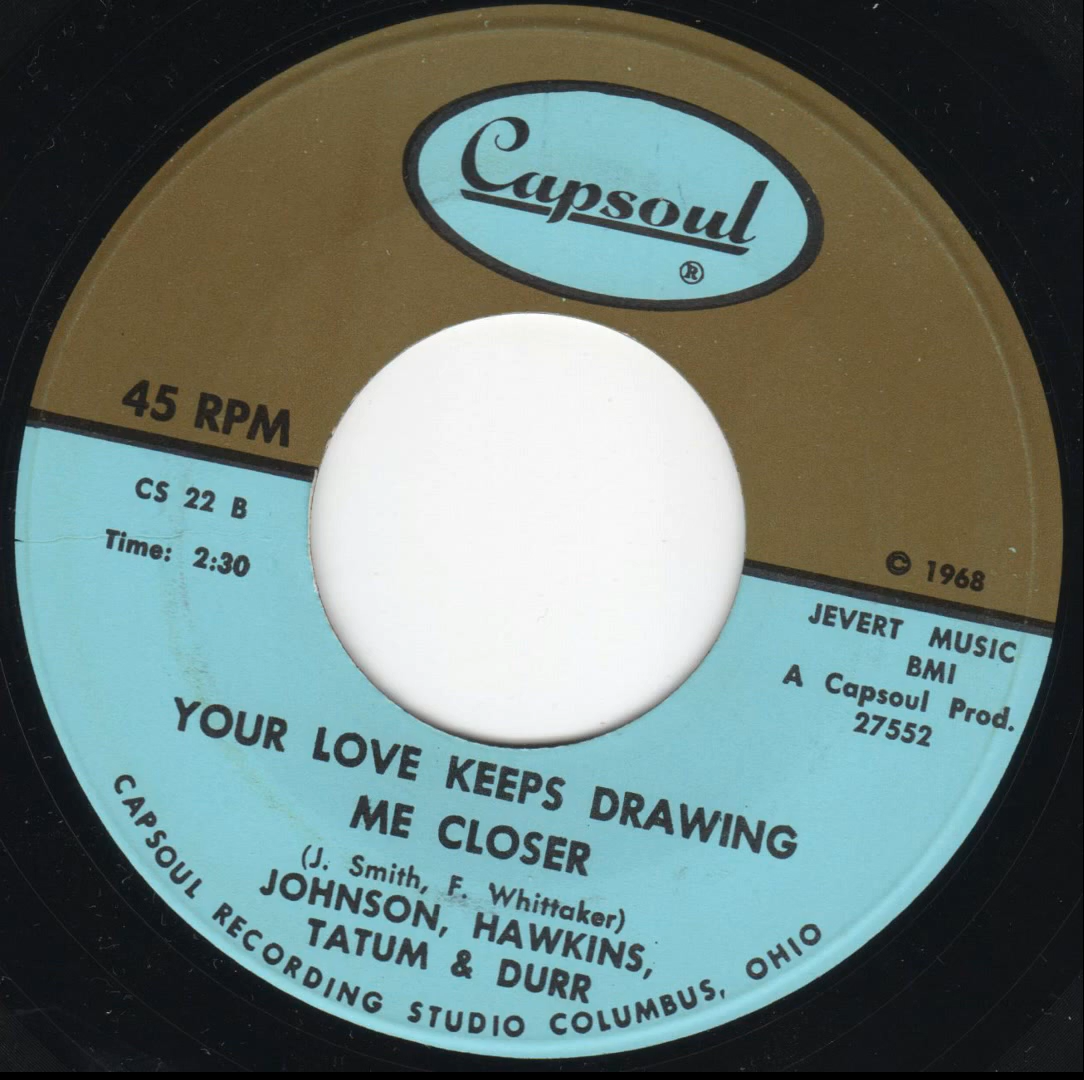 Capsoul
®
45 RPM
CS 22 B
Time: 2:30
© 1968
JEVERT MUSIC
BMI
A Capsoul Prod.
27552
YOUR LOVE KEEPS DRAWING
ME CLOSER
(J. Smith, F. Whittaker)
JOHNSON, HAWKINS,
TATUM & DURR
CAPSOUL RECORDING STUDIO COLUMBUS, OHIO